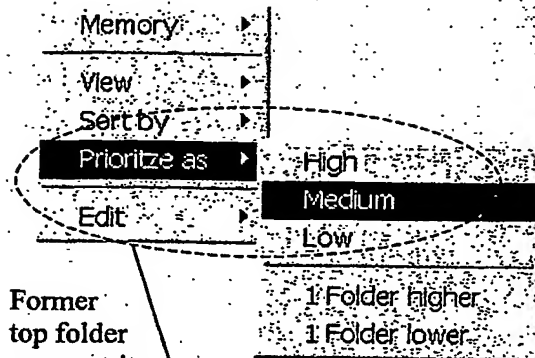 Memory
View
Sort by
Prioritze as
Edit
High
Medium
Low
1 Folder higher
1 Folder lower
Former
top folder